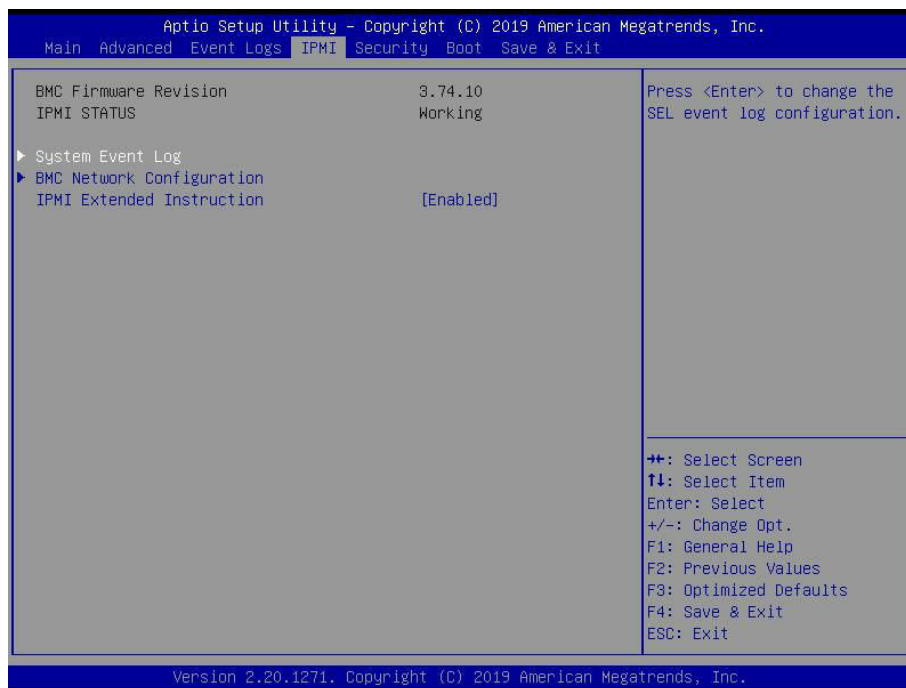 Aptio Setup Utility – Copyright (C) 2019 American Megatrends, Inc.
Main Advanced Event Logs IPMI Security Boot Save & Exit
BMC Firmware Revision 3.74.10
IPMI STATUS Working
System Event Log
BMC Network Configuration
IPMI Extended Instruction [Enabled]
Press <Enter> to change the
SEL event log configuration.
→←: Select Screen
↑↓: Select Item
Enter: Select
+/-: Change Opt.
F1: General Help
F2: Previous Values
F3: Optimized Defaults
F4: Save & Exit
ESC: Exit
Version 2.20.1271. Copyright (C) 2019 American Megatrends, Inc.